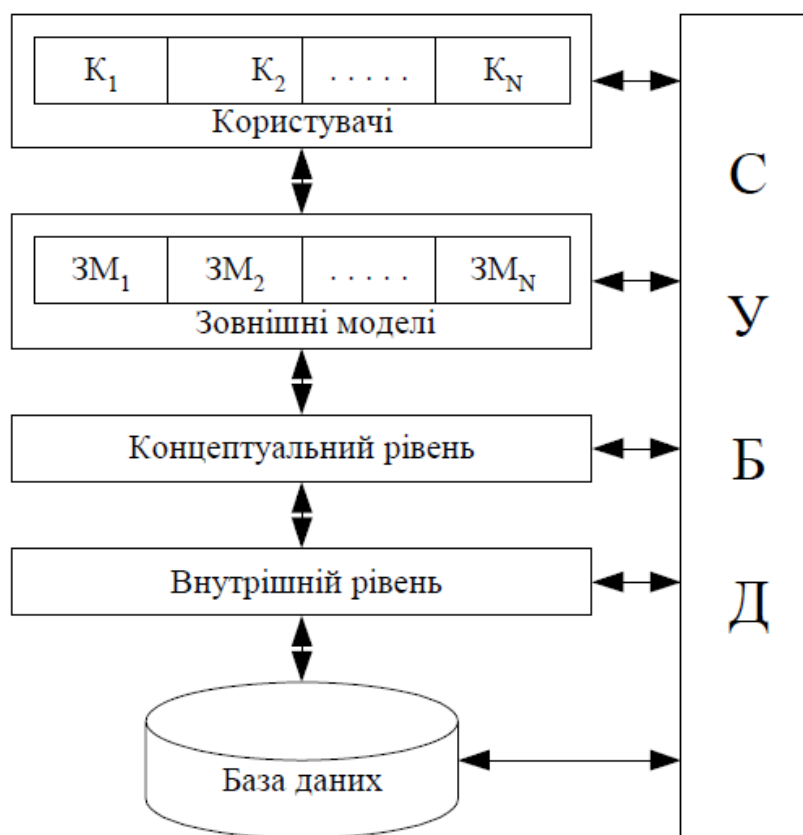 К1 К2 . . . . . КN
Користувачі
ЗМ1 ЗМ2 . . . . . ЗМN
Зовнішні моделі
Концептуальний рівень
Внутрішній рівень
База даних
С
У
Б
Д